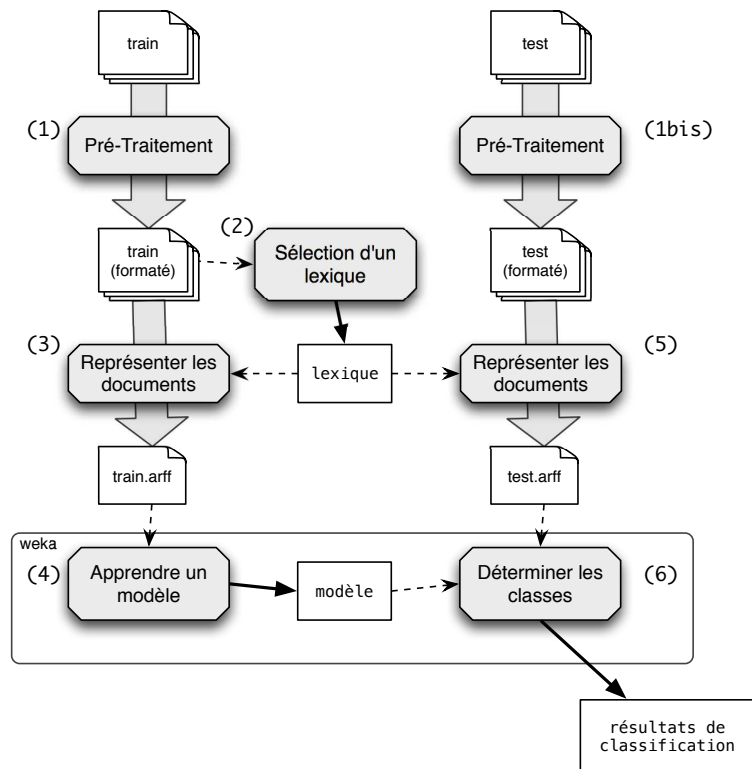 train
test
(1)
Pré-Traitement
Pré-Traitement
(1bis)
train
(formaté)
(2)
Sélection d'un
lexique
test
(formaté)
(3)
Représenter les
documents
lexique
Représenter les
documents
(5)
train.arff
test.arff
weka
(4)
Apprendre un
modèle
modèle
Déterminer les
classes
(6)
résultats de
classification